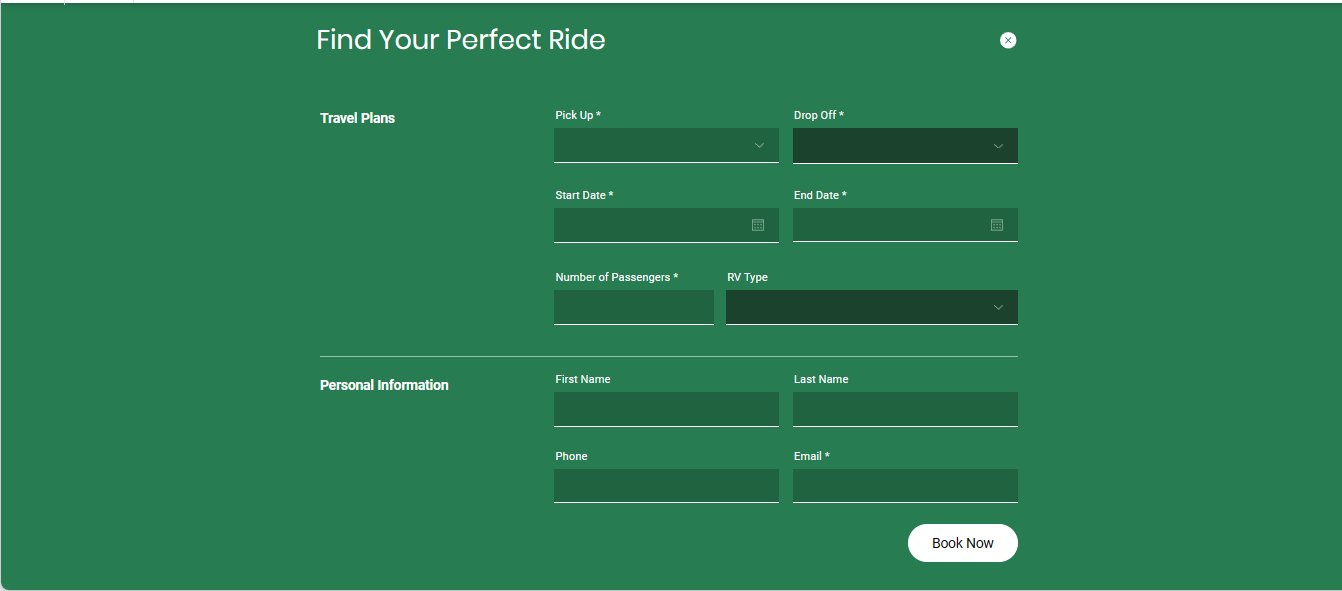 Find Your Perfect Ride
Travel Plans
Pick Up *
Drop Off *
Start Date *
End Date *
Number of Passengers *
RV Type
Personal Information
First Name
Last Name
Phone
Email *
Book Now